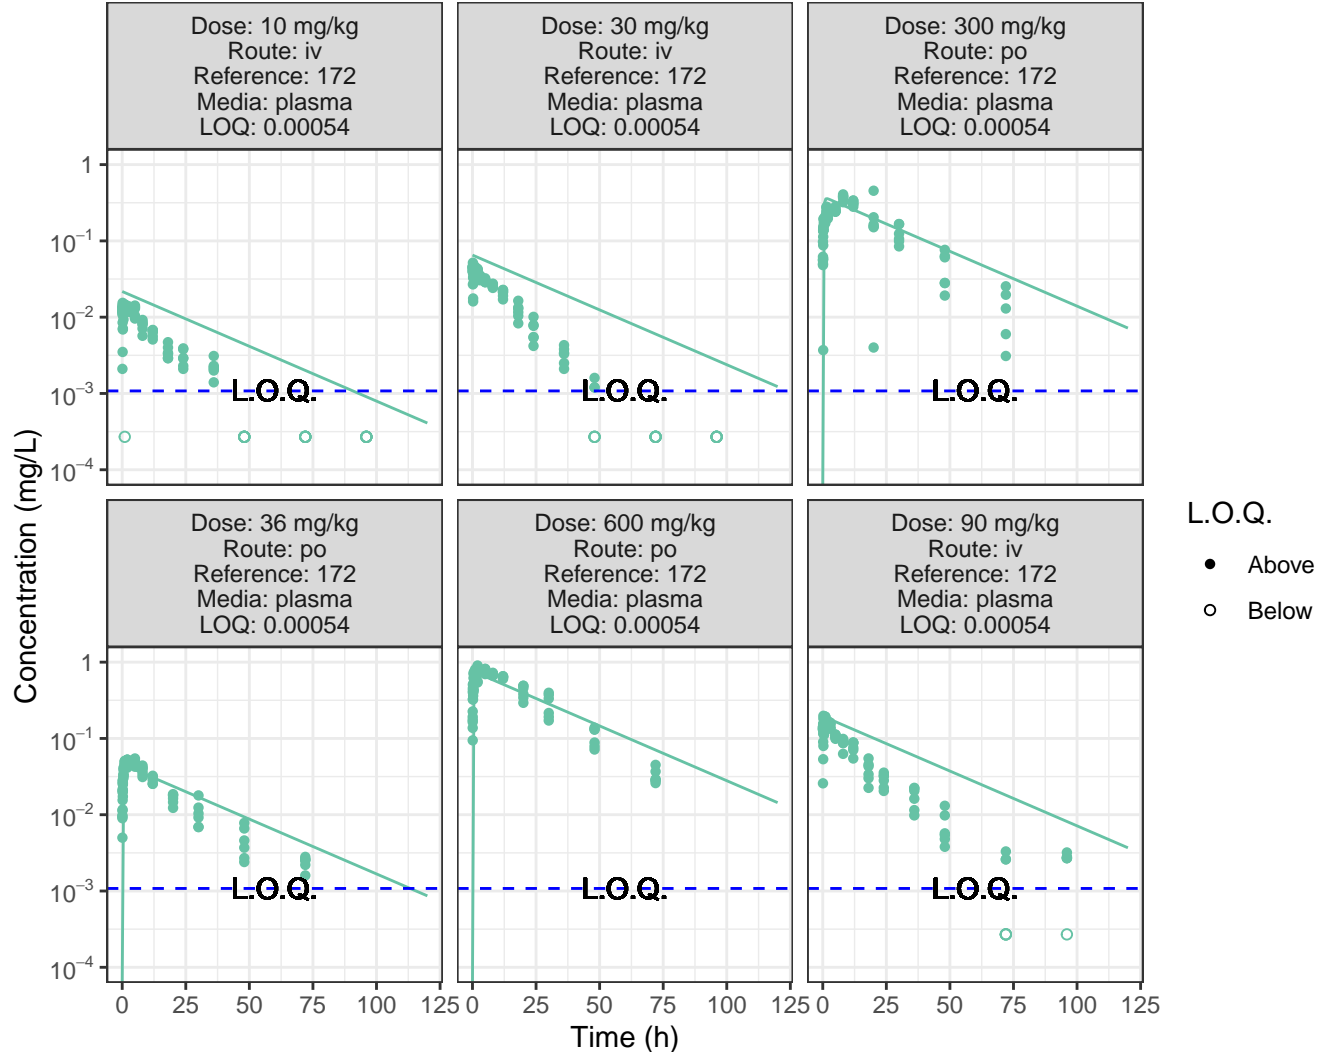 Dose: 10 mg/kg
Route: iv
Reference: 172
Media: plasma
LOQ: 0.00054
Dose: 30 mg/kg
Route: iv
Reference: 172
Media: plasma
LOQ: 0.00054
Dose: 300 mg/kg
Route: po
Reference: 172
Media: plasma
LOQ: 0.00054
1
10⁻¹
10⁻²
10⁻³
10⁻⁴
L.O.Q.
L.O.Q.
L.O.Q.
Concentration (mg/L)
Dose: 36 mg/kg
Route: po
Reference: 172
Media: plasma
LOQ: 0.00054
Dose: 600 mg/kg
Route: po
Reference: 172
Media: plasma
LOQ: 0.00054
Dose: 90 mg/kg
Route: iv
Reference: 172
Media: plasma
LOQ: 0.00054
1
10⁻¹
10⁻²
10⁻³
10⁻⁴
L.O.Q.
L.O.Q.
L.O.Q.
0 25 50 75 100 125
0 25 50 75 100 125
0 25 50 75 100 125
Time (h)
L.O.Q.
Above
Below